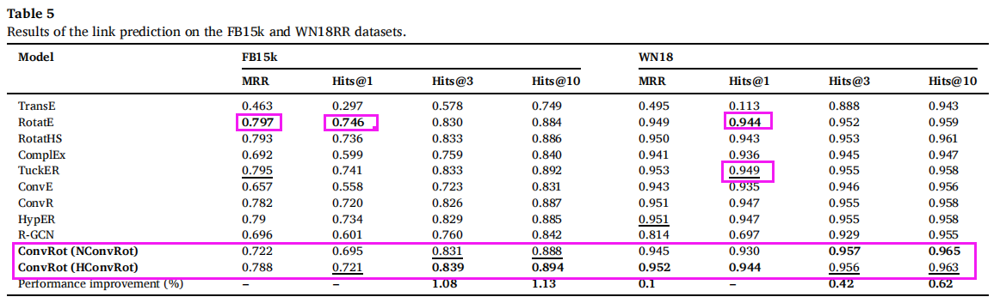 Table 5
Results of the link prediction on the FB15k and WN18RR datasets.
Model FB15k WN18
MRR Hits@1 Hits@3 Hits@10 MRR Hits@1 Hits@3 Hits@10
TransE 0.463 0.297 0.578 0.749 0.495 0.113 0.888 0.943
RotatE 0.797 0.746 0.830 0.884 0.949 0.944 0.952 0.959
RotatHS 0.793 0.736 0.833 0.886 0.950 0.943 0.953 0.961
ComplEx 0.692 0.599 0.759 0.840 0.941 0.936 0.945 0.947
TuckER 0.795 0.741 0.833 0.892 0.953 0.949 0.955 0.958
ConvE 0.657 0.558 0.723 0.831 0.943 0.935 0.946 0.956
ConvR 0.782 0.720 0.826 0.887 0.951 0.947 0.955 0.958
HypER 0.79 0.734 0.829 0.885 0.951 0.947 0.955 0.958
R-GCN 0.696 0.601 0.760 0.842 0.814 0.697 0.929 0.955
ConvRot (NConvRot) 0.722 0.695 0.831 0.888 0.945 0.930 0.957 0.965
ConvRot (HConvRot) 0.788 0.721 0.839 0.894 0.952 0.944 0.956 0.963
Performance improvement (%) – – 1.08 1.13 0.1 – 0.42 0.62